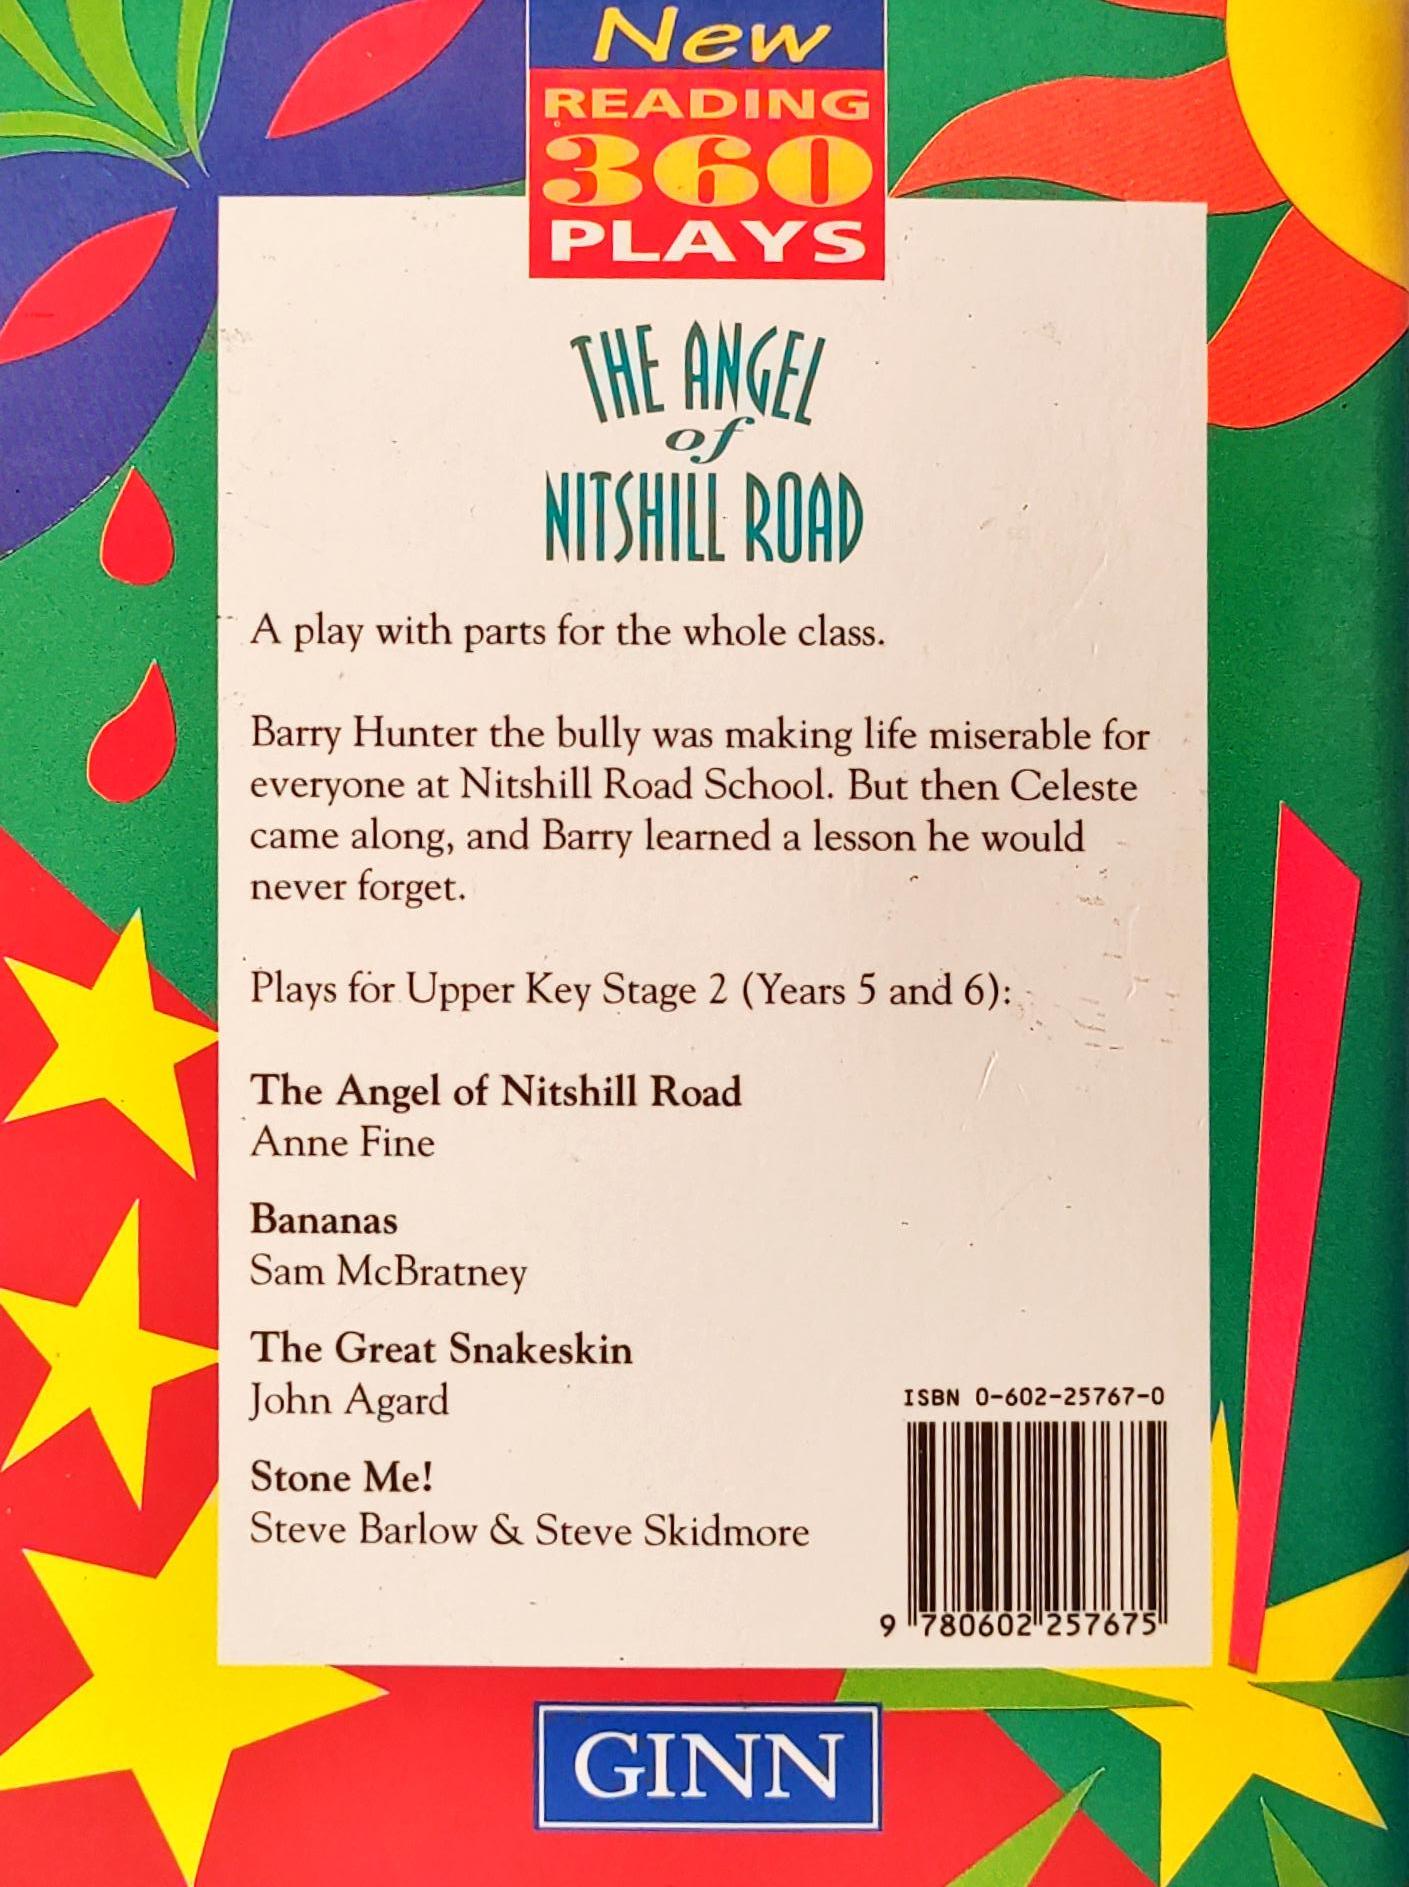 New
READING
360
PLAYS
THE ANGEL
of
NITSHILL ROAD
A play with parts for the whole class.
Barry Hunter the bully was making life miserable for
everyone at Nitshill Road School. But then Celeste
came along, and Barry learned a lesson he would
never forget.
Plays for Upper Key Stage 2 (Years 5 and 6):
The Angel of Nitshill Road
Anne Fine
Bananas
Sam McBratney
The Great Snakeskin
John Agard
Stone Me!
Steve Barlow & Steve Skidmore
ISBN 0-602-25767-0
9 780602 257675
GINN